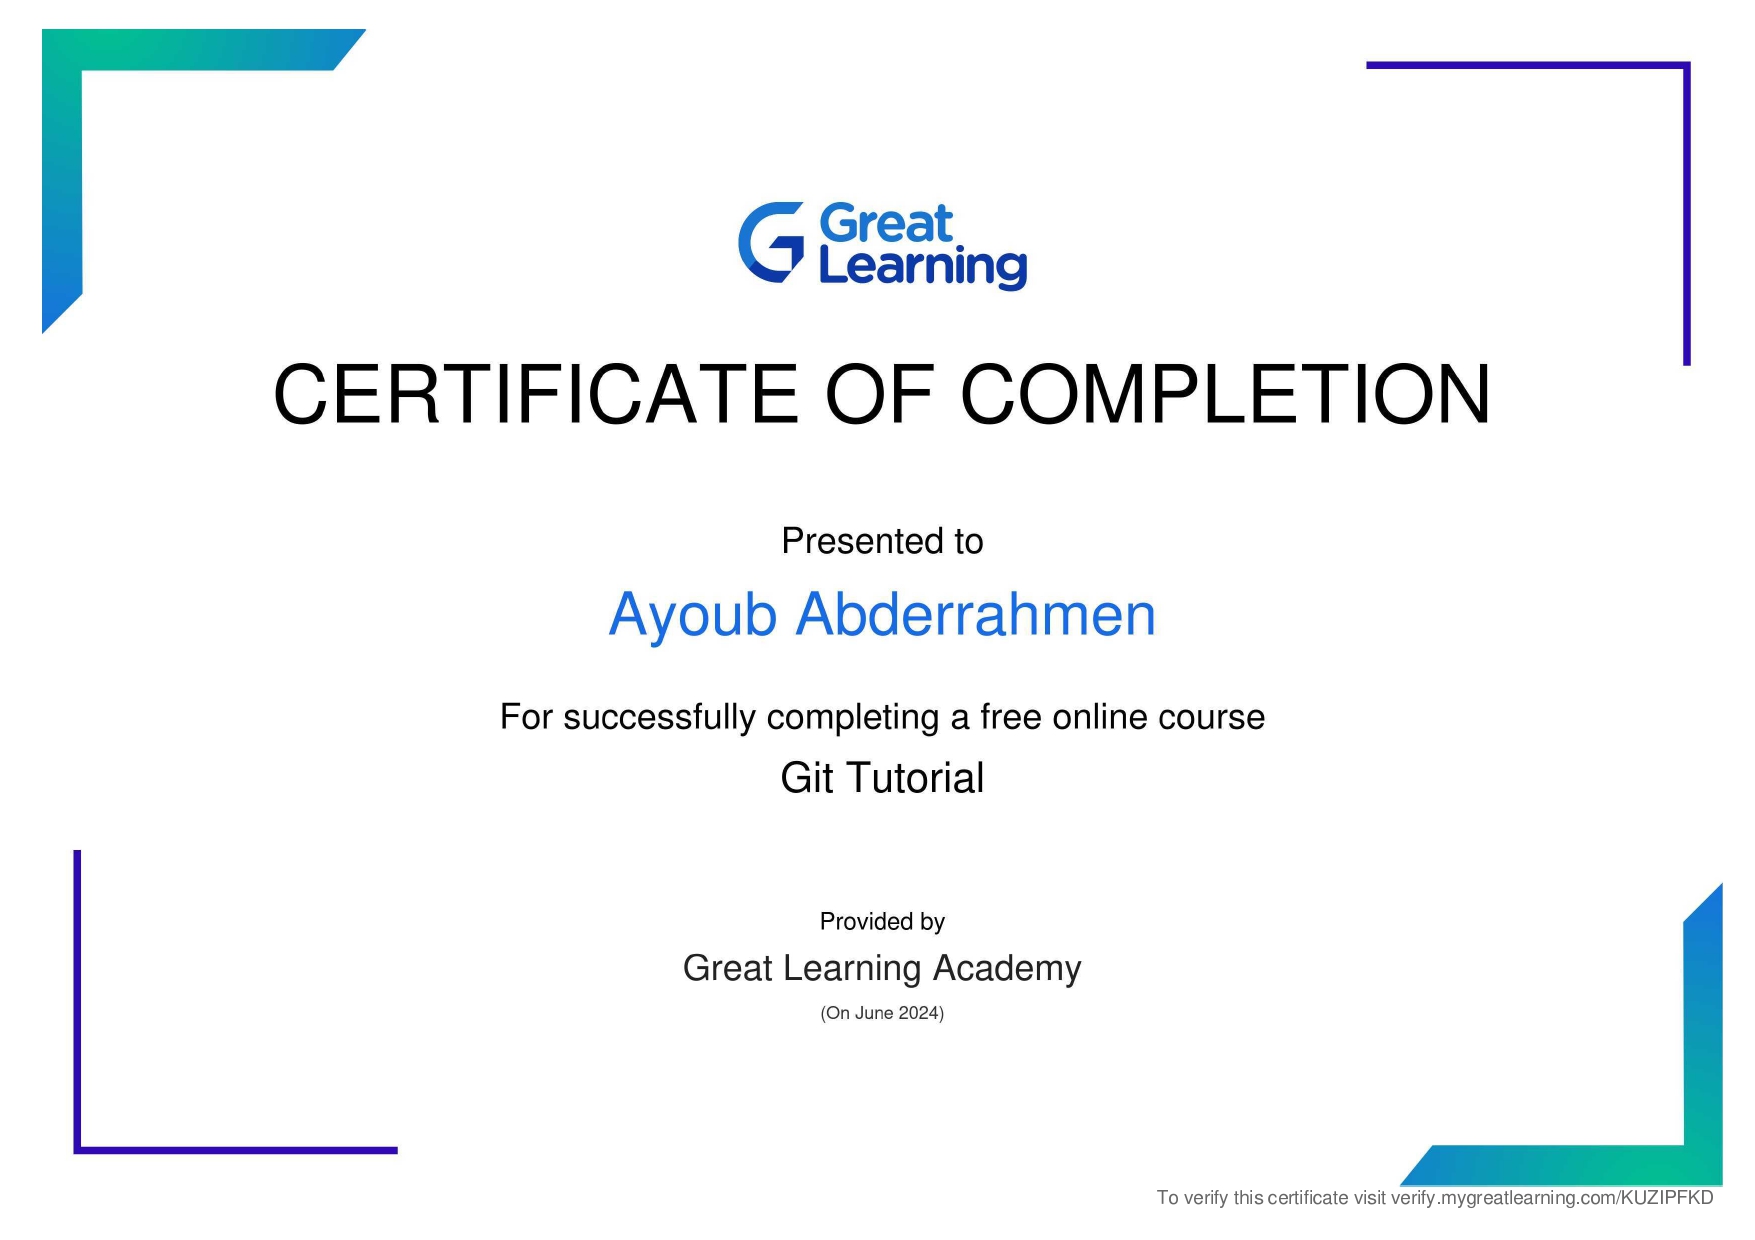 Great
Learning
CERTIFICATE OF COMPLETION
Presented to
Ayoub Abderrahmen
For successfully completing a free online course
Git Tutorial
Provided by
Great Learning Academy
(On June 2024)
To verify this certificate visit verify.mygreatlearning.com/KUZIPFKD